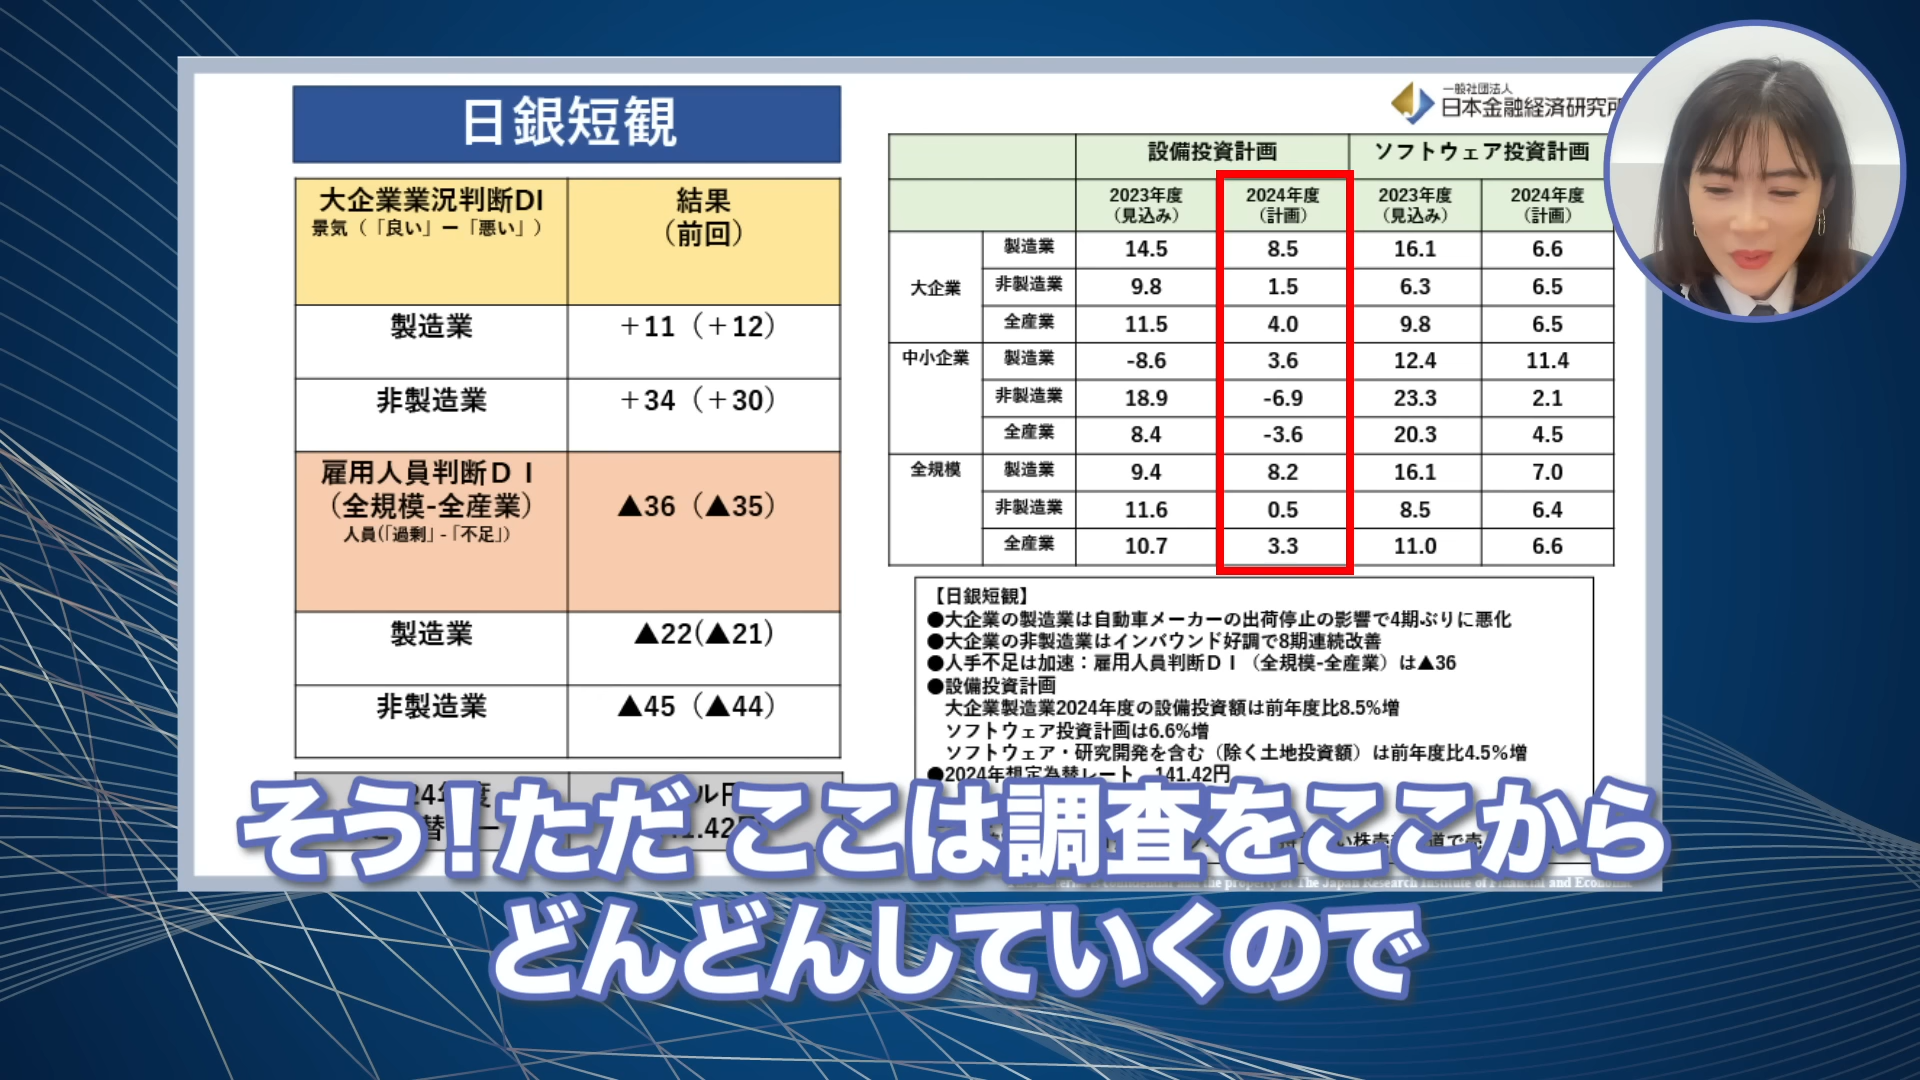 日銀短観
大企業業況判断DI
景気（「良い」ー「悪い」）
結果
（前回）
製造業
＋11（＋12）
非製造業
＋34（＋30）
雇用人員判断ＤＩ
（全規模-全産業）
人員(「過剰」-「不足」)
▲36（▲35）
製造業
▲22(▲21)
非製造業
▲45（▲44）
一般社団法人
日本金融経済研究所
設備投資計画 ソフトウェア投資計画
2023年度 2024年度 2023年度 2024年度
（見込み） （計画） （見込み） （計画）
大企業 製造業 14.5 8.5 16.1 6.6
非製造業 9.8 1.5 6.3 6.5
全産業 11.5 4.0 9.8 6.5
中小企業 製造業 -8.6 3.6 12.4 11.4
非製造業 18.9 -6.9 23.3 2.1
全産業 8.4 -3.6 20.3 4.5
全規模 製造業 9.4 8.2 16.1 7.0
非製造業 11.6 0.5 8.5 6.4
全産業 10.7 3.3 11.0 6.6
【日銀短観】
●大企業の製造業は自動車メーカーの出荷停止の影響で4期ぶりに悪化
●大企業の非製造業はインバウンド好調で8期連続改善
●人手不足は加速：雇用人員判断ＤＩ（全規模-全産業）は▲36
●設備投資計画
大企業製造業2024年度の設備投資額は前年度比8.5%増
ソフトウェア投資計画は6.6%増
ソフトウェア・研究開発を含む（除く土地投資額）は前年度比4.5%増
●2024年想定為替レート　141.42円
そう！ただ ここは調査をここから
どんどんしていくので